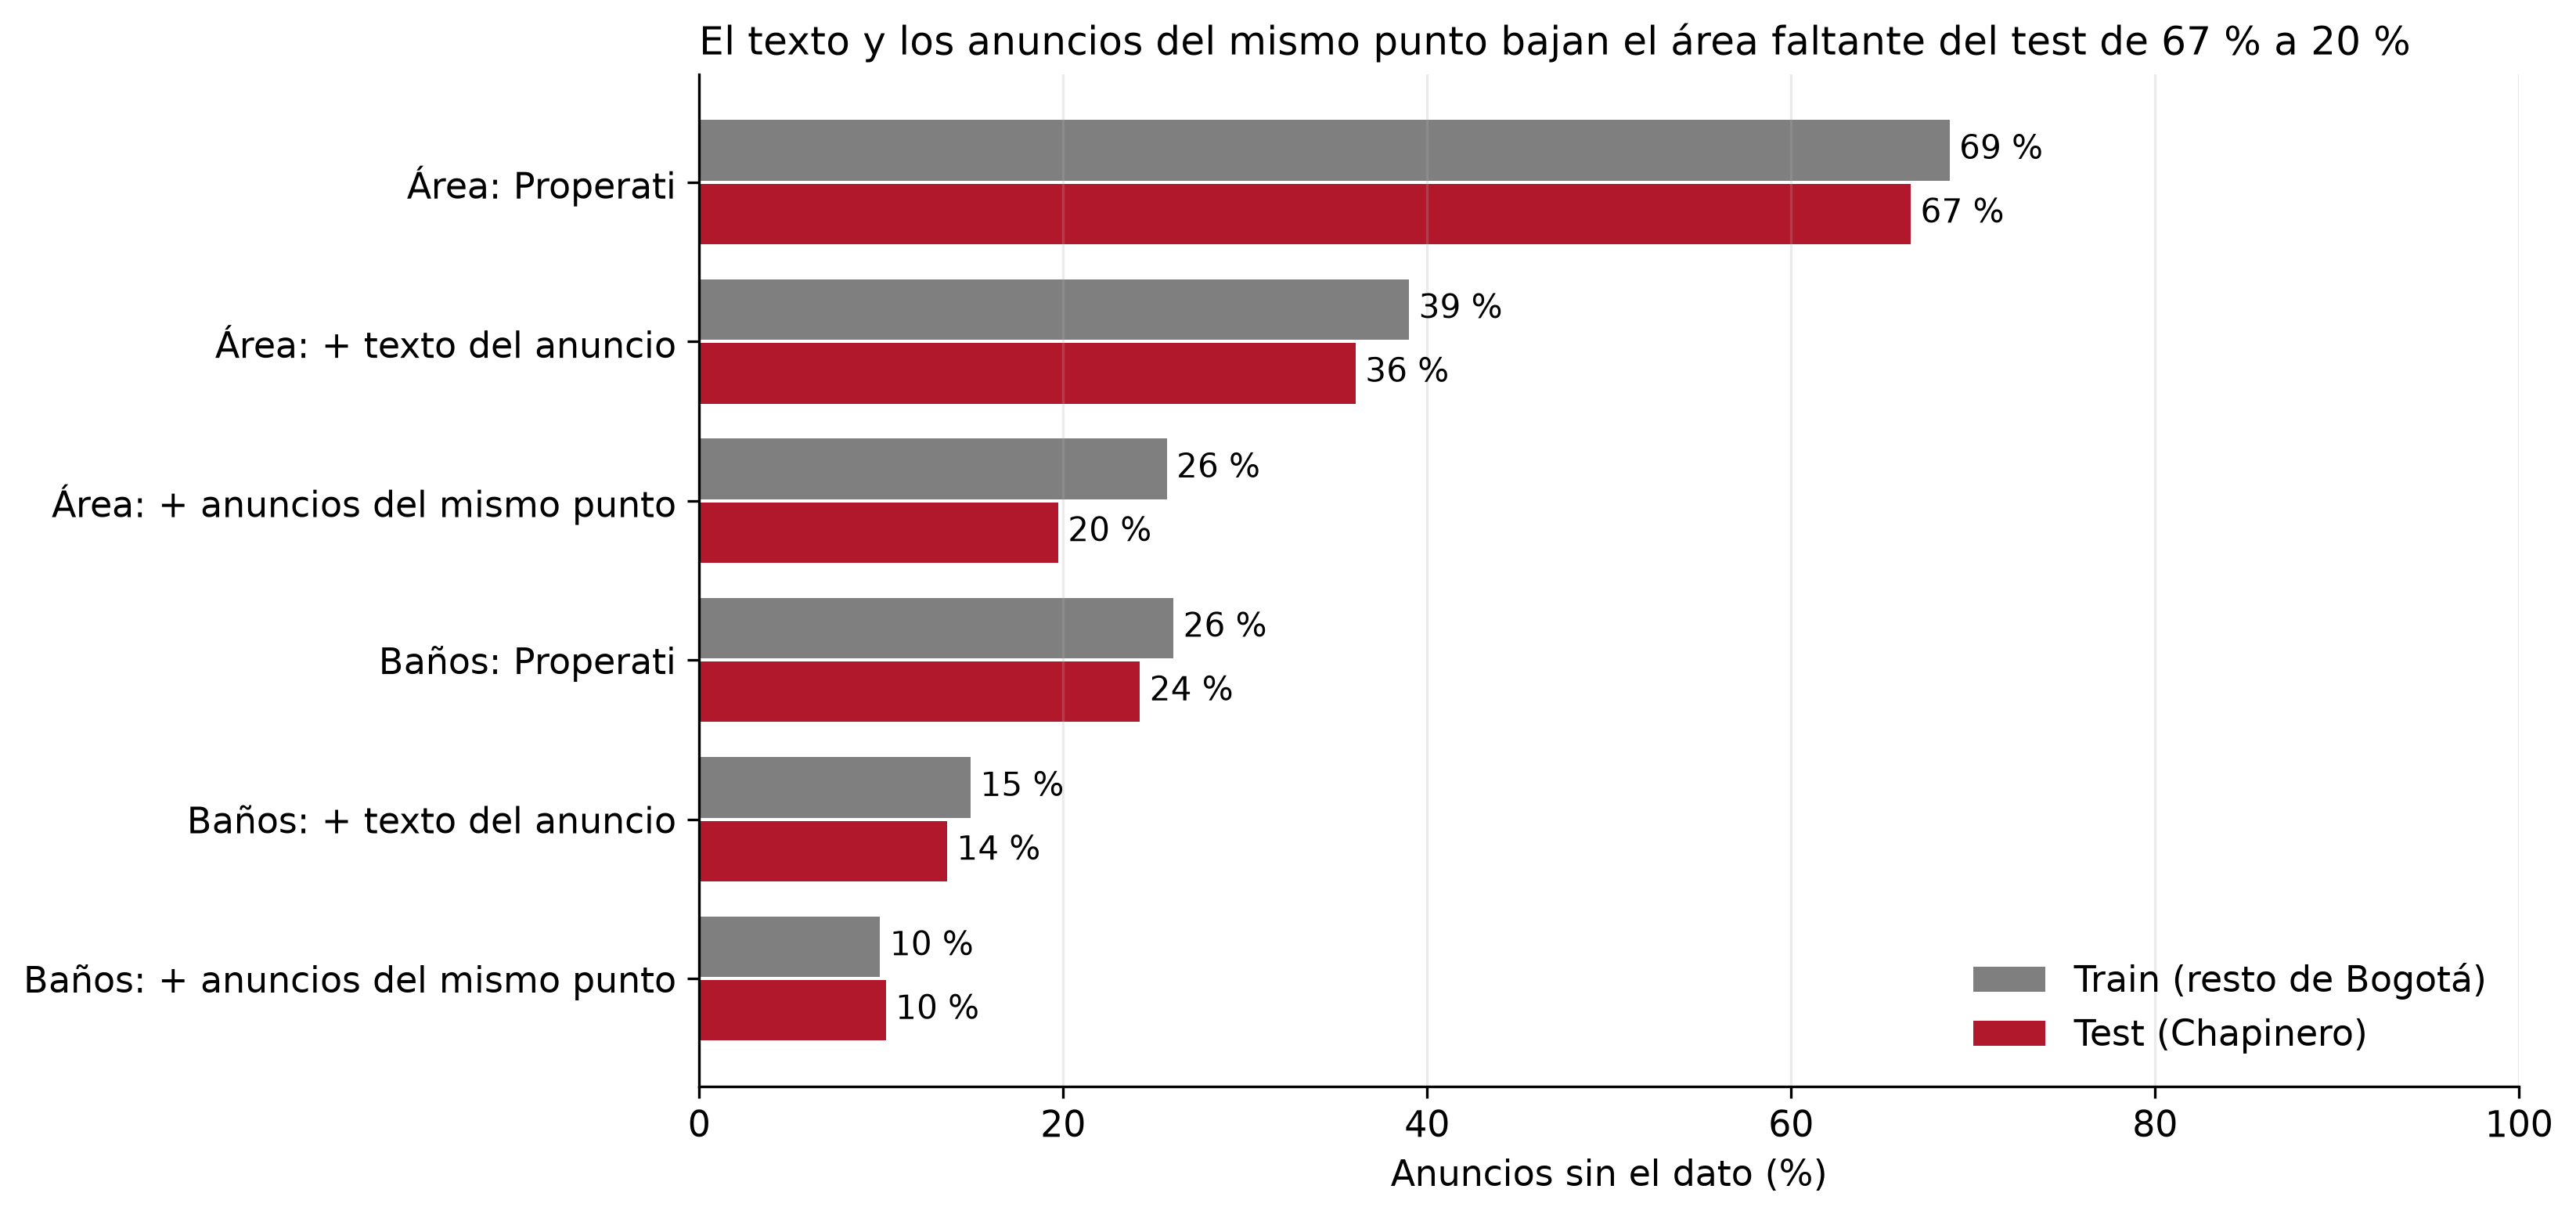 El texto y los anuncios del mismo punto bajan el área faltante del test de 67 % a 20 %
Área: Properati
69 %
67 %
Área: + texto del anuncio
39 %
36 %
Área: + anuncios del mismo punto
26 %
20 %
Baños: Properati
26 %
24 %
Baños: + texto del anuncio
15 %
14 %
Baños: + anuncios del mismo punto
10 %
10 %
Train (resto de Bogotá)
Test (Chapinero)
0 20 40 60 80 100
Anuncios sin el dato (%)